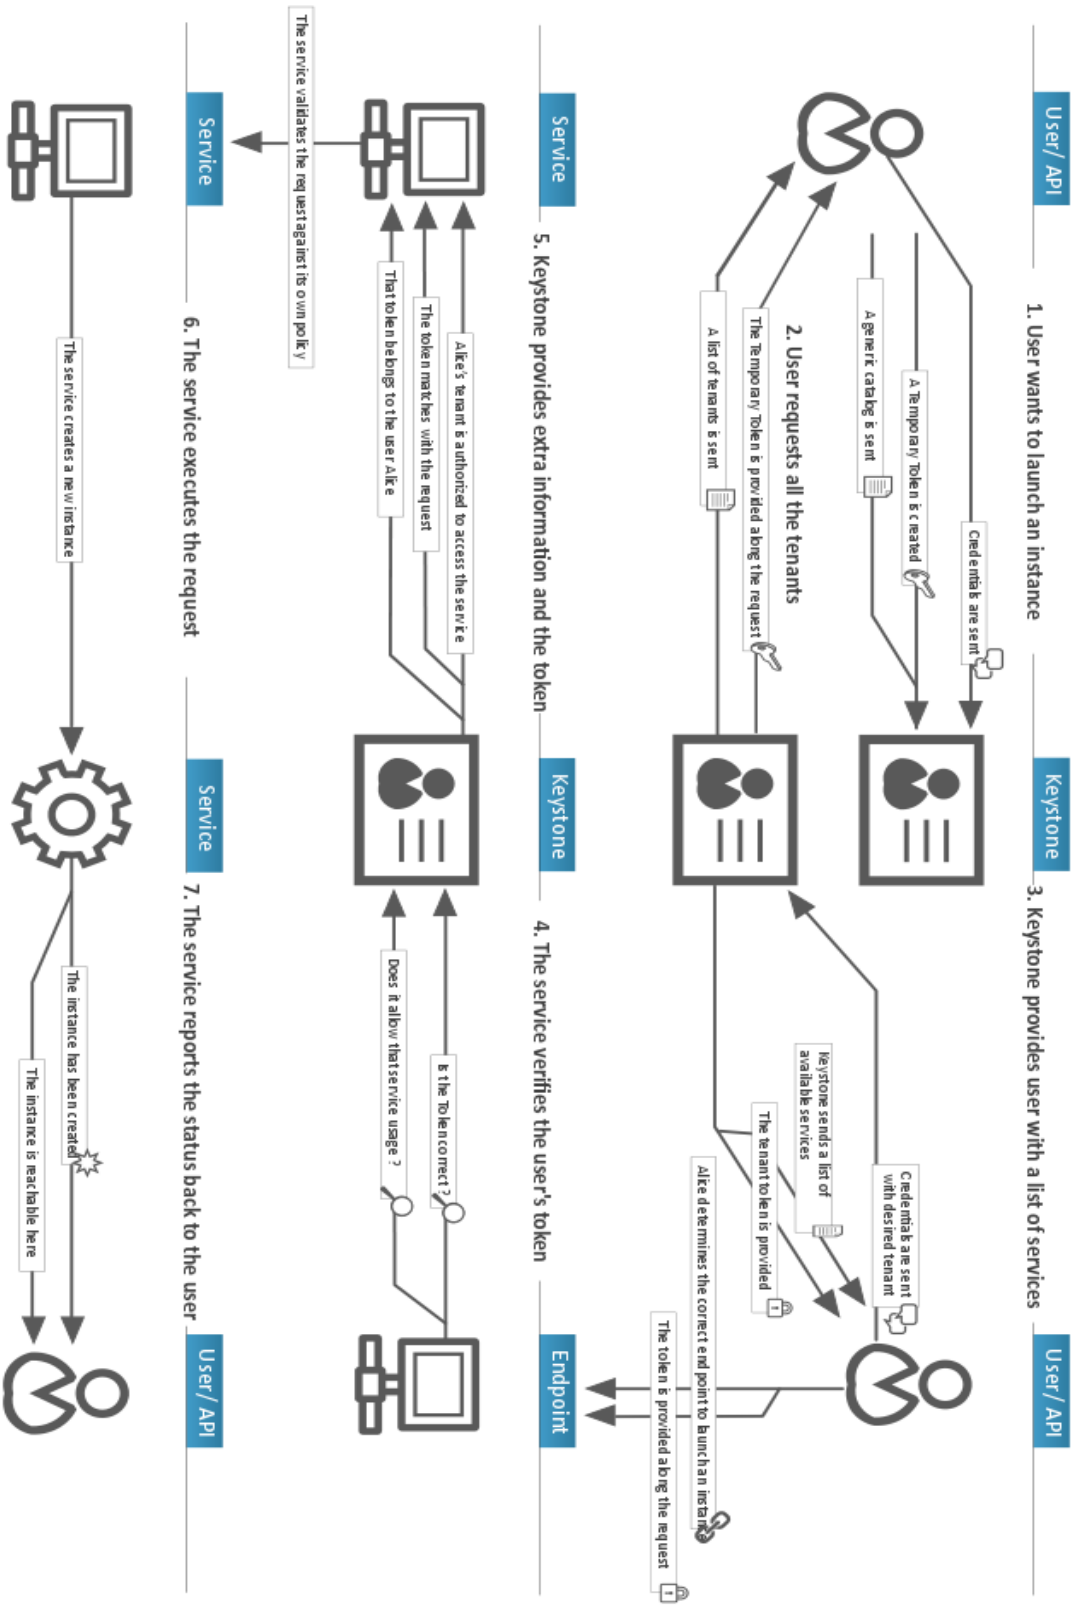 User/ API
1. User wants to launch an instance
Keystone
3. Keystone provides user with a list of services
User/ API
Credentials are sent
A Temporary Token is created
A generic catalog is sent
2. User requests all the tenants
The Temporary Token is provided along the request
A list of tenants is sent
Credentials are sent
with desired tenant
Keystone sends a list of
available services
The tenant token is provided
Alice determines the correct endpoint to launch an instance
The token is provided along the request
Service
5. Keystone provides extra information and the token
Keystone
4. The service verifies the user's token
Endpoint
Alice's tenant is authorized to access the service
The token matches with the request
That token belongs to the user Alice
Is the Token correct ?
Does it allow that service usage ?
The service validates the request against its own policy
Service
6. The service executes the request
Service
7. The service reports the status back to the user
User/ API
The service creates a new instance
The instance has been created
The instance is reachable here